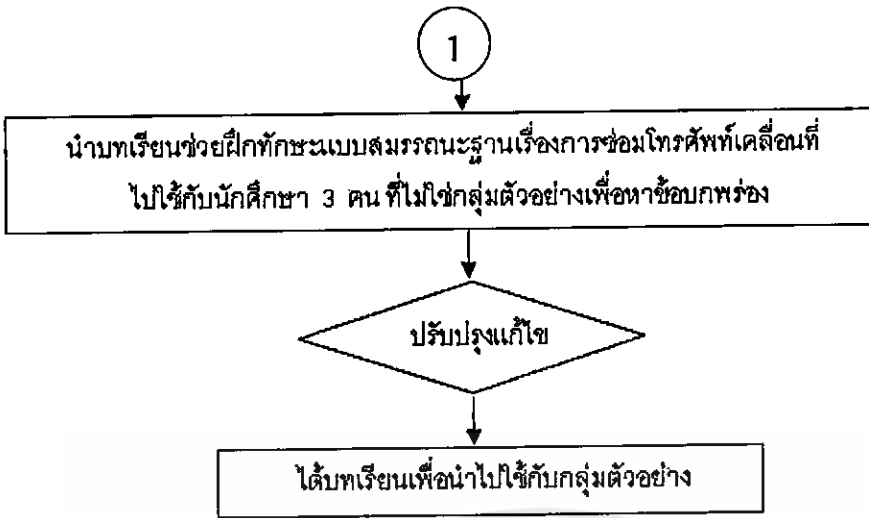 1
นำบทเรียนช่วยฝึกทักษะแบบสมรรถนะฐานเรื่องการซ่อมโทรศัพท์เคลื่อนที่
ไปใช้กับนักศึกษา 3 คน ที่ไม่ใช่กลุ่มตัวอย่างเพื่อหาข้อบกพร่อง
ปรับปรุงแก้ไข
ได้บทเรียนเพื่อนำไปใช้กับกลุ่มตัวอย่าง